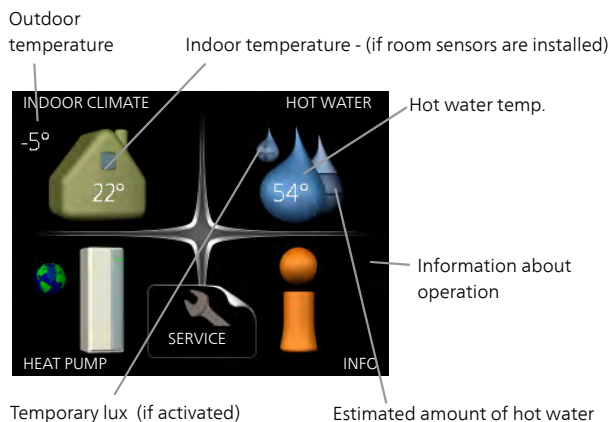 Outdoor
temperature
Indoor temperature - (if room sensors are installed)
INDOOR CLIMATE
HOT WATER
Hot water temp.
-5°
22°
54°
Information about
operation
SERVICE
HEAT PUMP
INFO
Temporary lux (if activated)
Estimated amount of hot water